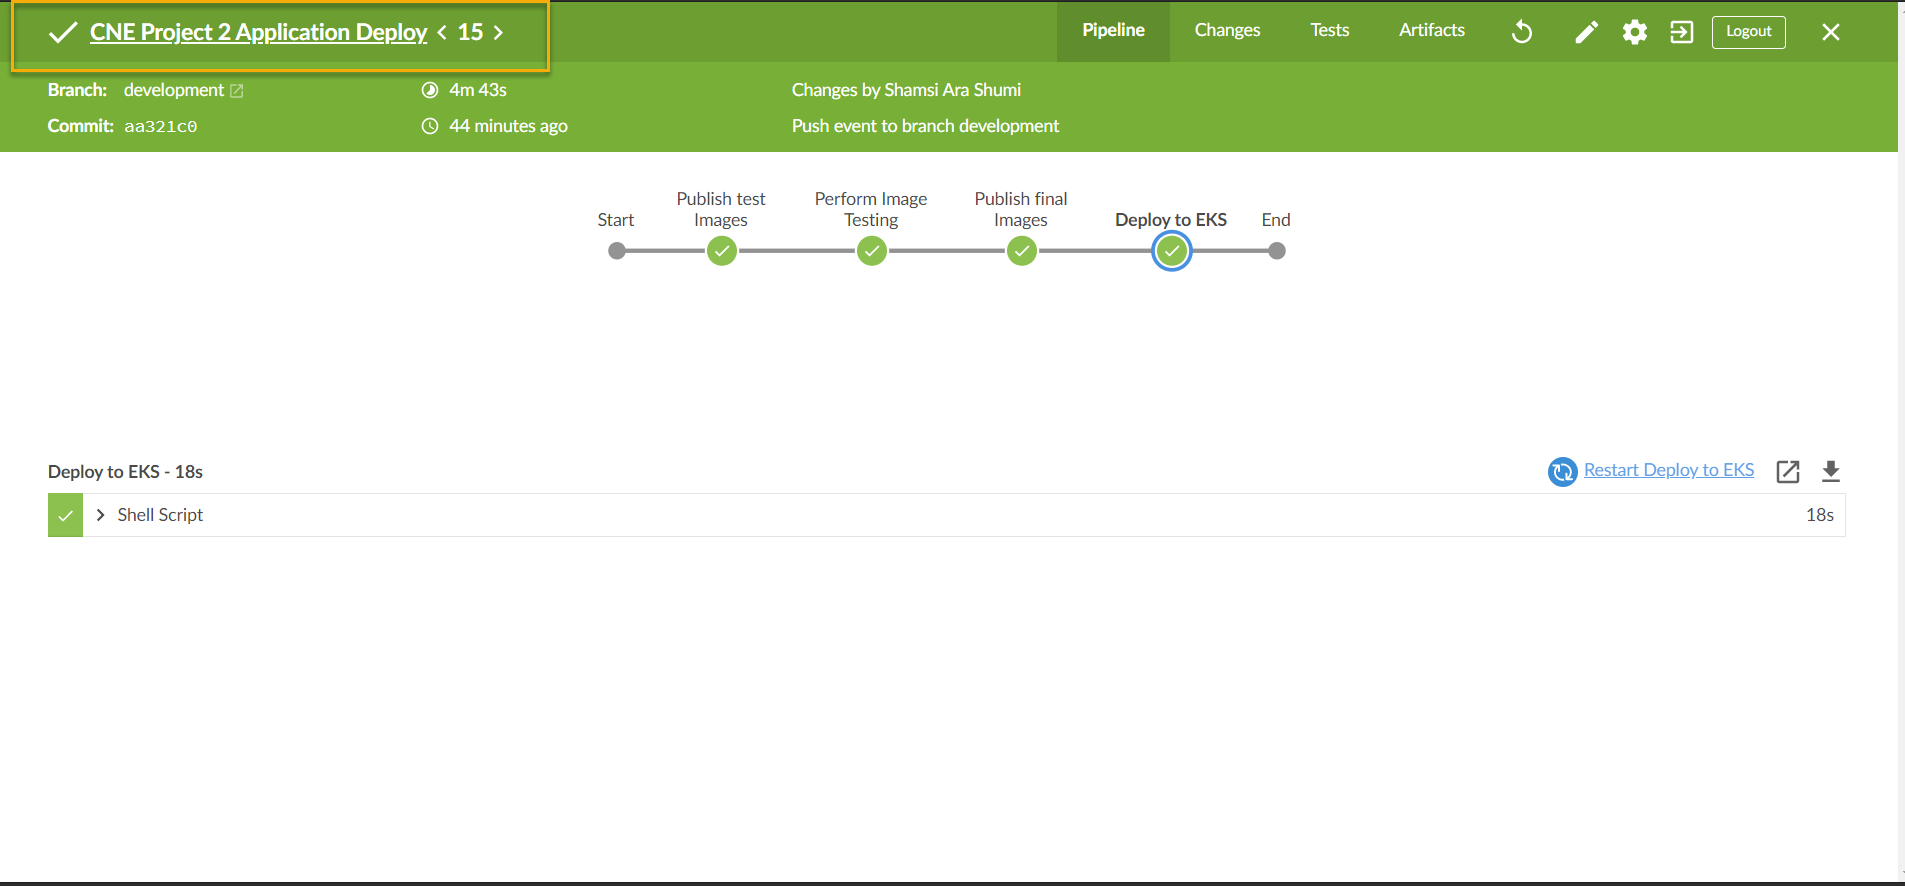 CNE Project 2 Application Deploy < 15 >
Pipeline
Changes
Tests
Artifacts
Logout
Branch: development
4m 43s
Changes by Shamsi Ara Shumi
Commit: aa321c0
44 minutes ago
Push event to branch development
Start
Publish test
Images
Perform Image
Testing
Publish final
Images
Deploy to EKS
End
Deploy to EKS - 18s
Restart Deploy to EKS
Shell Script
18s